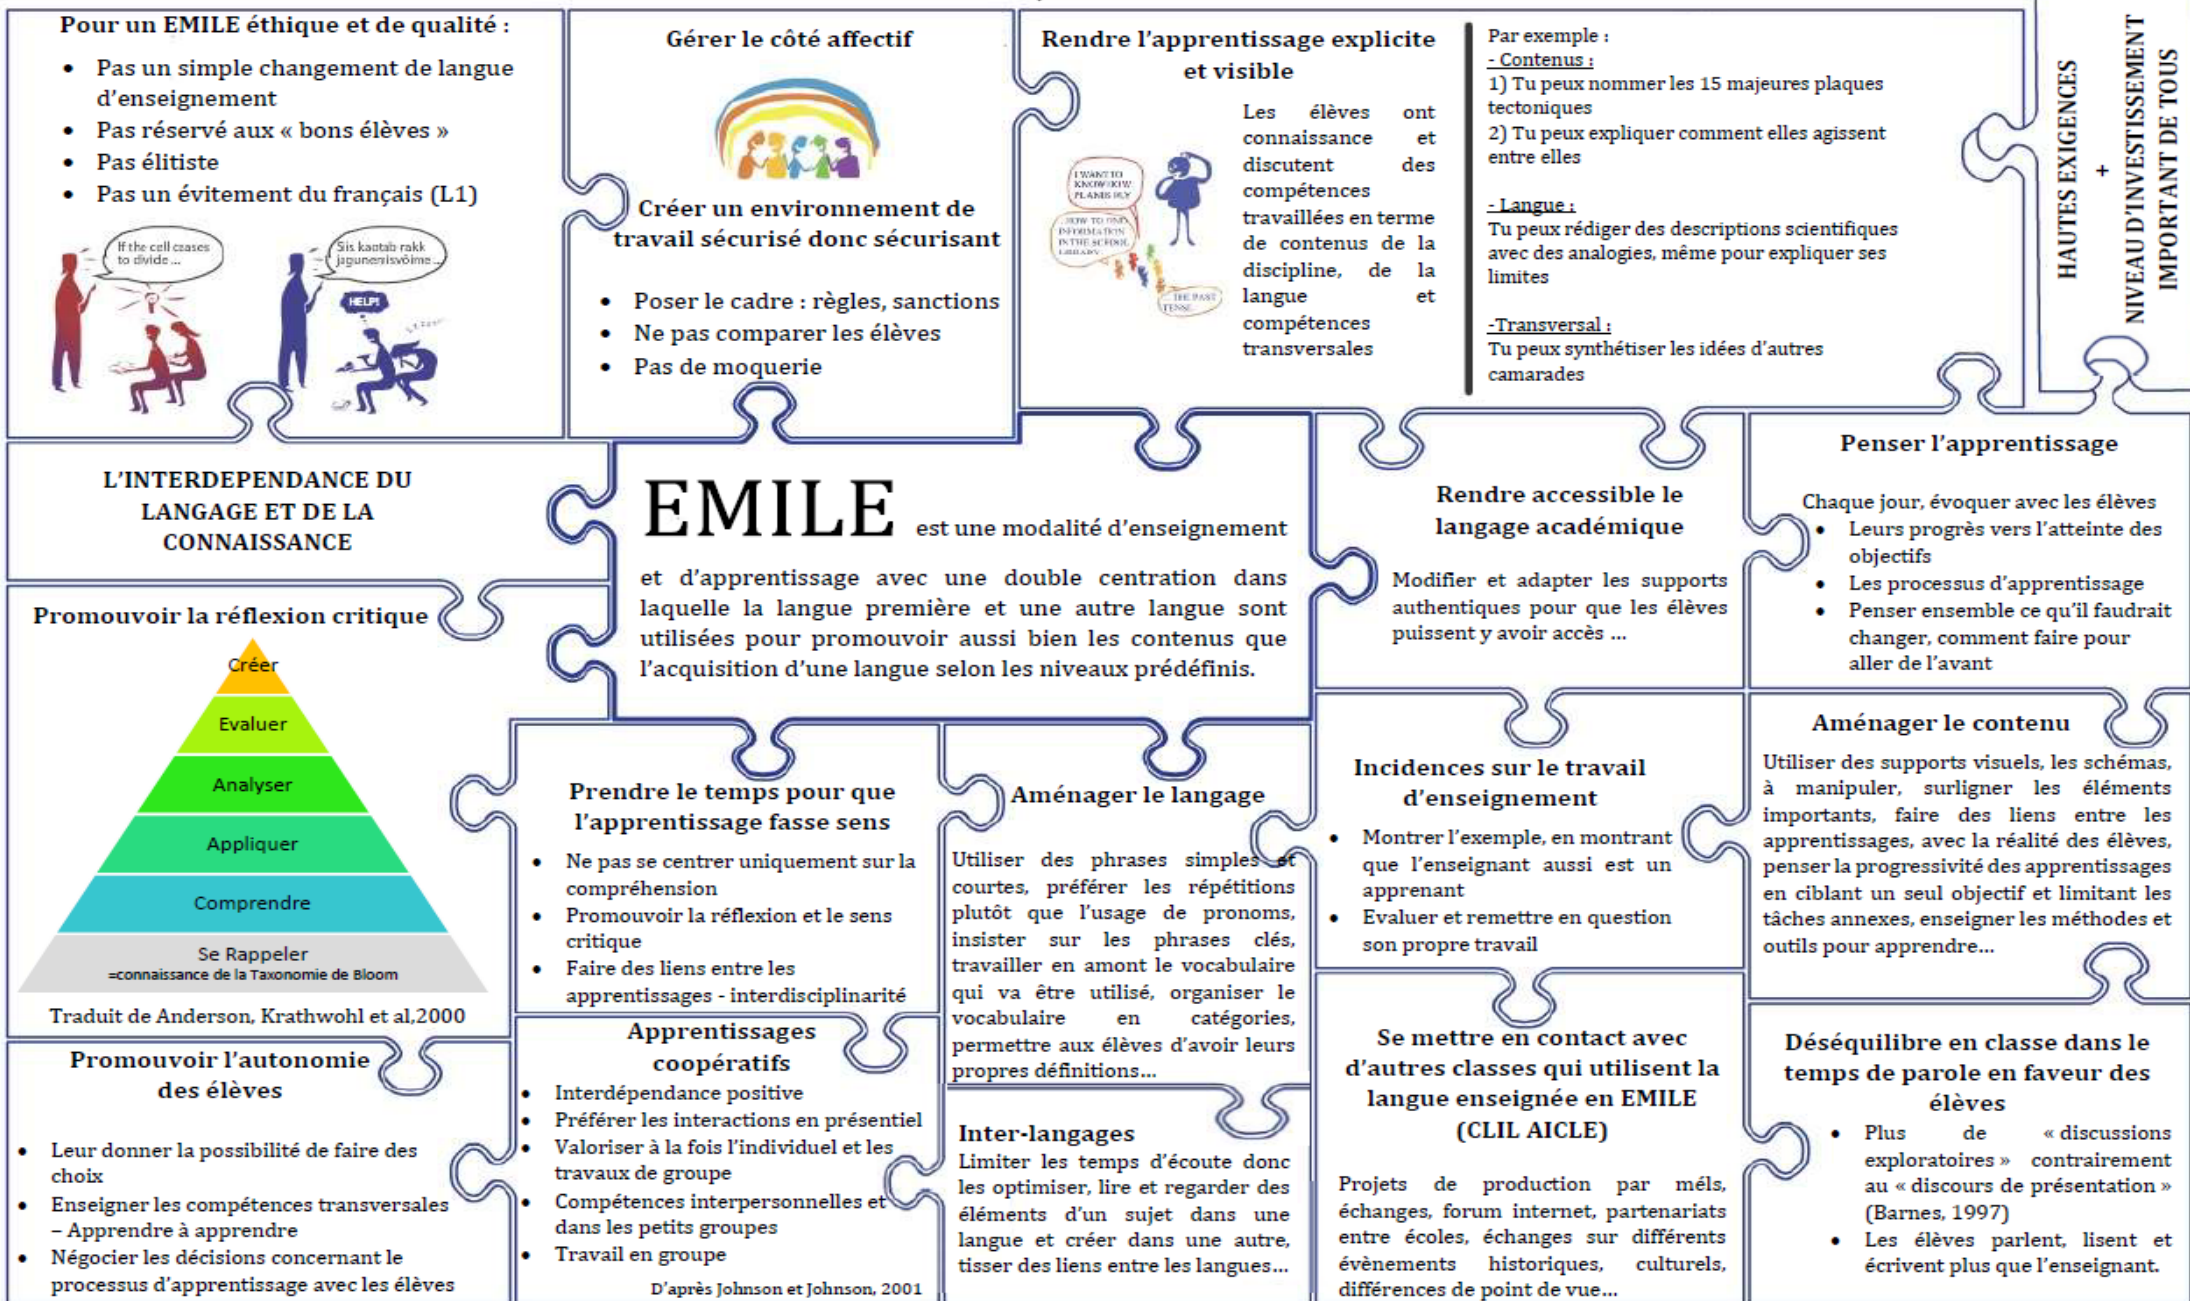 Pour un EMILE éthique et de qualité :
• Pas un simple changement de langue
d'enseignement
• Pas réservé aux « bons élèves »
• Pas élitiste
• Pas un évitement du français (L1)
If the cell ceases
to divide ...
Siis kaotab rakk
jagunemisvõime ...
HELP!
Gérer le côté affectif
Créer un environnement de
travail sécurisé donc sécurisant
• Poser le cadre : règles, sanctions
• Ne pas comparer les élèves
• Pas de moquerie
Rendre l'apprentissage explicite
et visible
I WANT TO
KNOW HOW
PLANES FLY
HOW TO FIND
INFORMATION
IN THE SCHOOL
LIBRARY
THE PAST
TENSE
Les élèves ont
connaissance et
discutent des
compétences
travaillées en terme
de contenus de la
discipline, de la
langue et
compétences
transversales
Par exemple :
- Contenus :
1) Tu peux nommer les 15 majeures plaques
tectoniques
2) Tu peux expliquer comment elles agissent
entre elles
- Langue :
Tu peux rédiger des descriptions scientifiques
avec des analogies, même pour expliquer ses
limites
-Transversal :
Tu peux synthétiser les idées d'autres
camarades
HAUTES EXIGENCES
+
NIVEAU D'INVESTISSEMENT
IMPORTANT DE TOUS
L'INTERDEPENDANCE DU
LANGAGE ET DE LA
CONNAISSANCE
EMILE est une modalité d'enseignement
et d'apprentissage avec une double centration dans
laquelle la langue première et une autre langue sont
utilisées pour promouvoir aussi bien les contenus que
l'acquisition d'une langue selon les niveaux prédéfinis.
Rendre accessible le
langage académique
Modifier et adapter les supports
authentiques pour que les élèves
puissent y avoir accès ...
Penser l'apprentissage
Chaque jour, évoquer avec les élèves
• Leurs progrès vers l'atteinte des
objectifs
• Les processus d'apprentissage
• Penser ensemble ce qu'il faudrait
changer, comment faire pour
aller de l'avant
Promouvoir la réflexion critique
Créer
Evaluer
Analyser
Appliquer
Comprendre
Se Rappeler
=connaissance de la Taxonomie de Bloom
Traduit de Anderson, Krathwohl et al,2000
Prendre le temps pour que
l'apprentissage fasse sens
• Ne pas se centrer uniquement sur la
compréhension
• Promouvoir la réflexion et le sens
critique
• Faire des liens entre les
apprentissages - interdisciplinarité
Aménager le langage
Utiliser des phrases simples et
courtes, préférer les répétitions
plutôt que l'usage de pronoms,
insister sur les phrases clés,
travailler en amont le vocabulaire
qui va être utilisé, organiser le
vocabulaire en catégories,
permettre aux élèves d'avoir leurs
propres définitions...
Incidences sur le travail
d'enseignement
• Montrer l'exemple, en montrant
que l'enseignant aussi est un
apprenant
• Evaluer et remettre en question
son propre travail
Aménager le contenu
Utiliser des supports visuels, les schémas,
à manipuler, surligner les éléments
importants, faire des liens entre les
apprentissages, avec la réalité des élèves,
penser la progressivité des apprentissages
en ciblant un seul objectif et limitant les
tâches annexes, enseigner les méthodes et
outils pour apprendre...
Promouvoir l'autonomie
des élèves
• Leur donner la possibilité de faire des
choix
• Enseigner les compétences transversales
– Apprendre à apprendre
• Négocier les décisions concernant le
processus d'apprentissage avec les élèves
Apprentissages
coopératifs
• Interdépendance positive
• Préférer les interactions en présentiel
• Valoriser à la fois l'individuel et les
travaux de groupe
• Compétences interpersonnelles et
dans les petits groupes
• Travail en groupe
D'après Johnson et Johnson, 2001
Inter-langages
Limiter les temps d'écoute donc
les optimiser, lire et regarder des
éléments d'un sujet dans une
langue et créer dans une autre,
tisser des liens entre les langues...
Se mettre en contact avec
d'autres classes qui utilisent la
langue enseignée en EMILE
(CLIL AICLE)
Projets de production par méls,
échanges, forum internet, partenariats
entre écoles, échanges sur différents
évènements historiques, culturels,
différences de point de vue...
Déséquilibre en classe dans le
temps de parole en faveur des
élèves
• Plus de « discussions
exploratoires » contrairement
au « discours de présentation »
(Barnes, 1997)
• Les élèves parlent, lisent et
écrivent plus que l'enseignant.